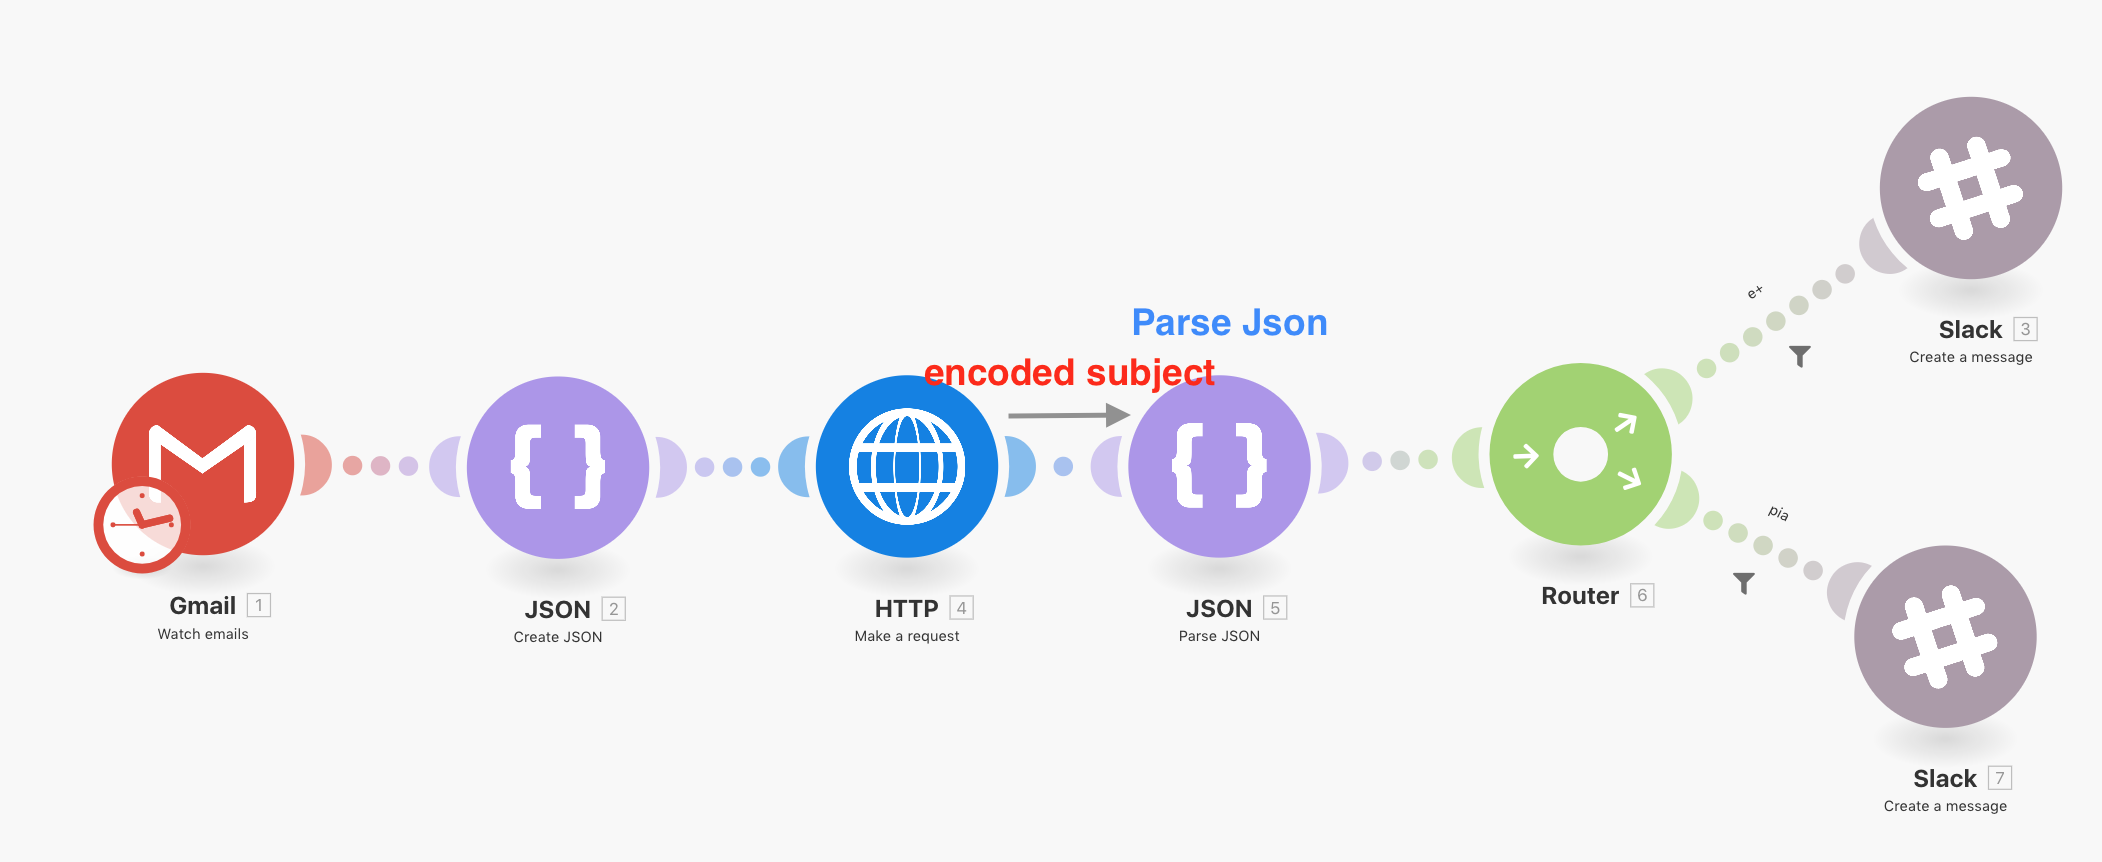 Parse Json
encoded subject
Gmail 1
Watch emails
JSON 2
Create JSON
HTTP 4
Make a request
JSON 5
Parse JSON
Router 6
e+
Slack 3
Create a message
pia
Slack 7
Create a message